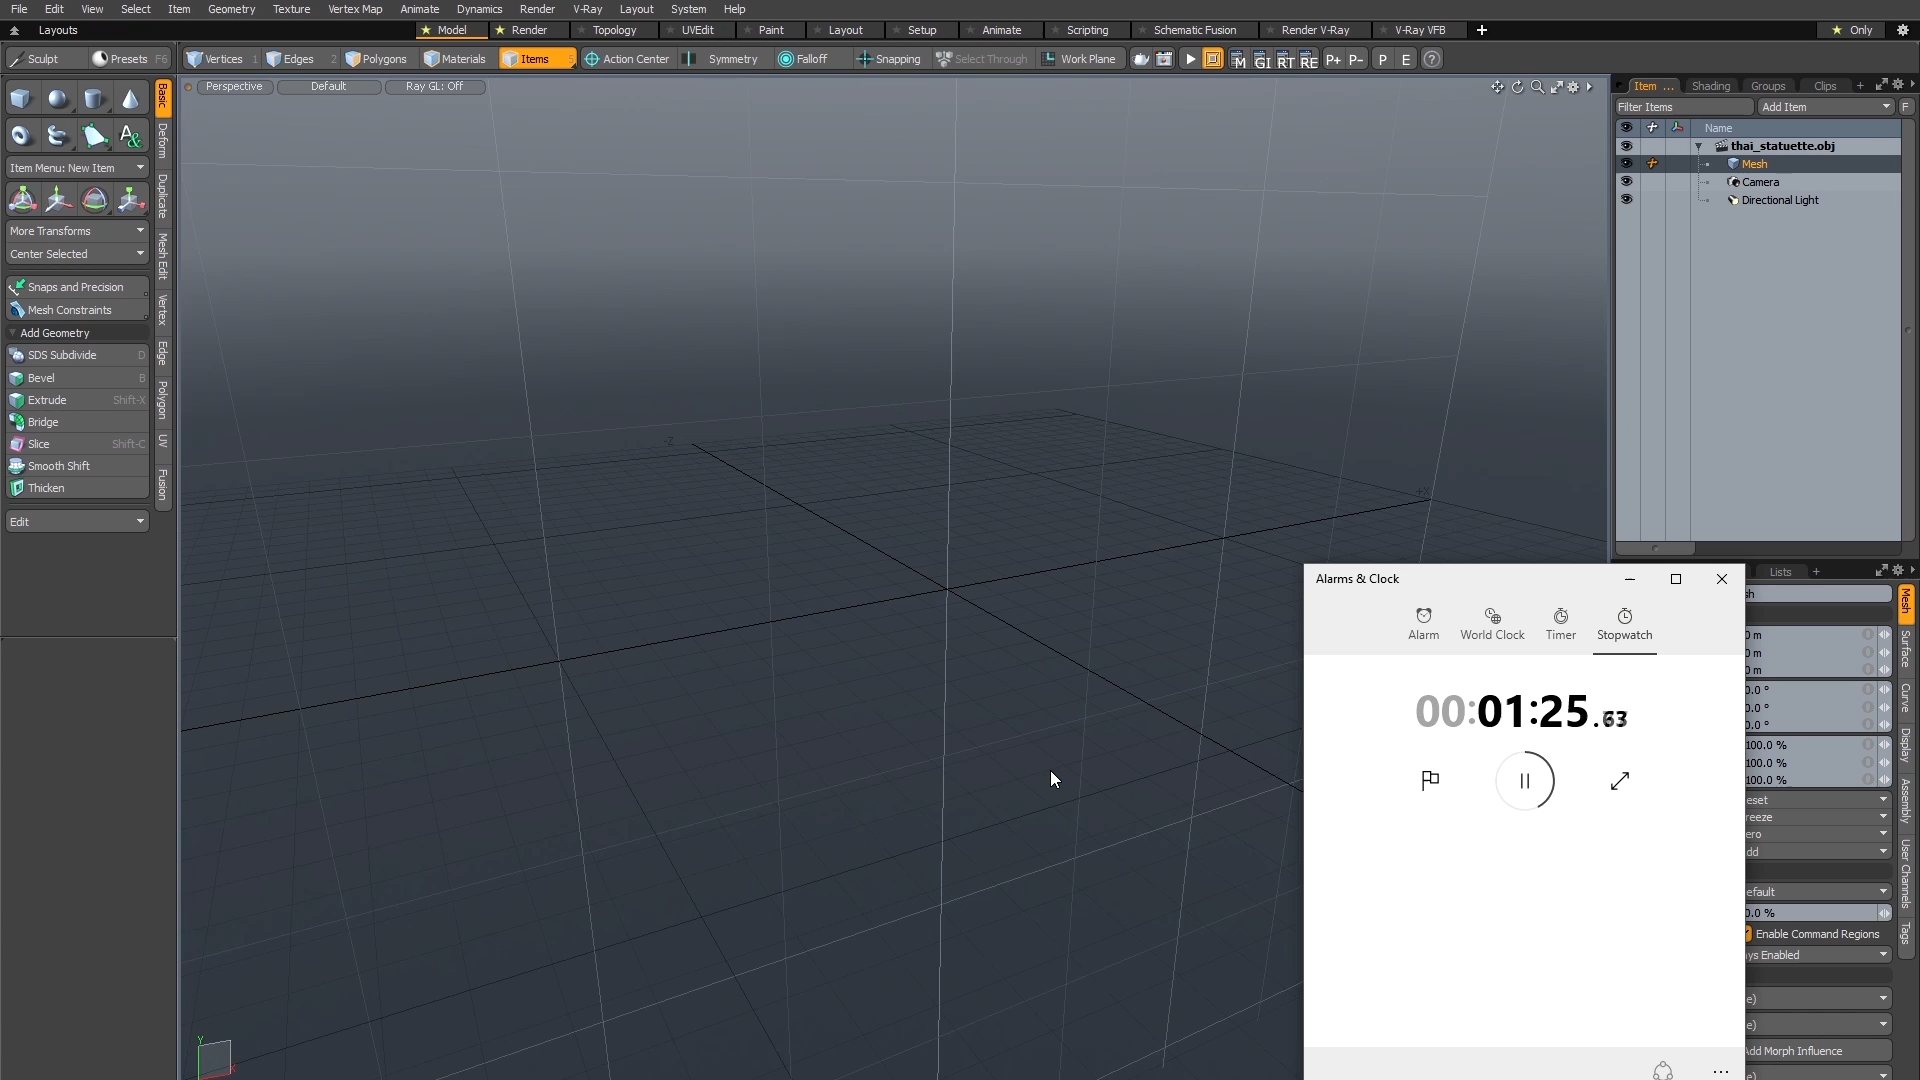 File Edit View Select Item Geometry Texture Vertex Map Animate Dynamics Render V-Ray Layout System Help
Layouts Model Render Topology UVEdit Paint Layout Setup Animate Scripting Schematic Fusion Render V-Ray V-Ray VFB + Only
Sculpt Presets F6 Vertices 1 Edges 2 Polygons Materials Items 5 Action Center Symmetry Falloff Snapping Select Through Work Plane M GI RT RE P+ P- P E ?
Perspective Default Ray GL: Off
Item ... Shading Groups Clips +
Filter Items Add Item F
Name
thai_statuette.obj
Mesh
Camera
Directional Light
Basic
Deform
Duplicate
Mesh Edit
Vertex
Edge
Polygon
UV
Fusion
Item Menu: New Item
More Transforms
Center Selected
Snaps and Precision
Mesh Constraints
Add Geometry
SDS Subdivide D
Bevel B
Extrude Shift-X
Bridge
Slice Shift-C
Smooth Shift
Thicken
Edit
-Z
+X
Y
Alarms & Clock
Alarm World Clock Timer Stopwatch
00:01:25.63
Lists +
sh
0 m
0 m
0 m
0.0 °
0.0 °
0.0 °
100.0 %
100.0 %
100.0 %
eset
reeze
ero
dd
efault
0.0 %
Enable Command Regions
ays Enabled
e)
e)
Add Morph Influence
e)
Mesh
Surface
Curve
Display
Assembly
User Channels
Tags